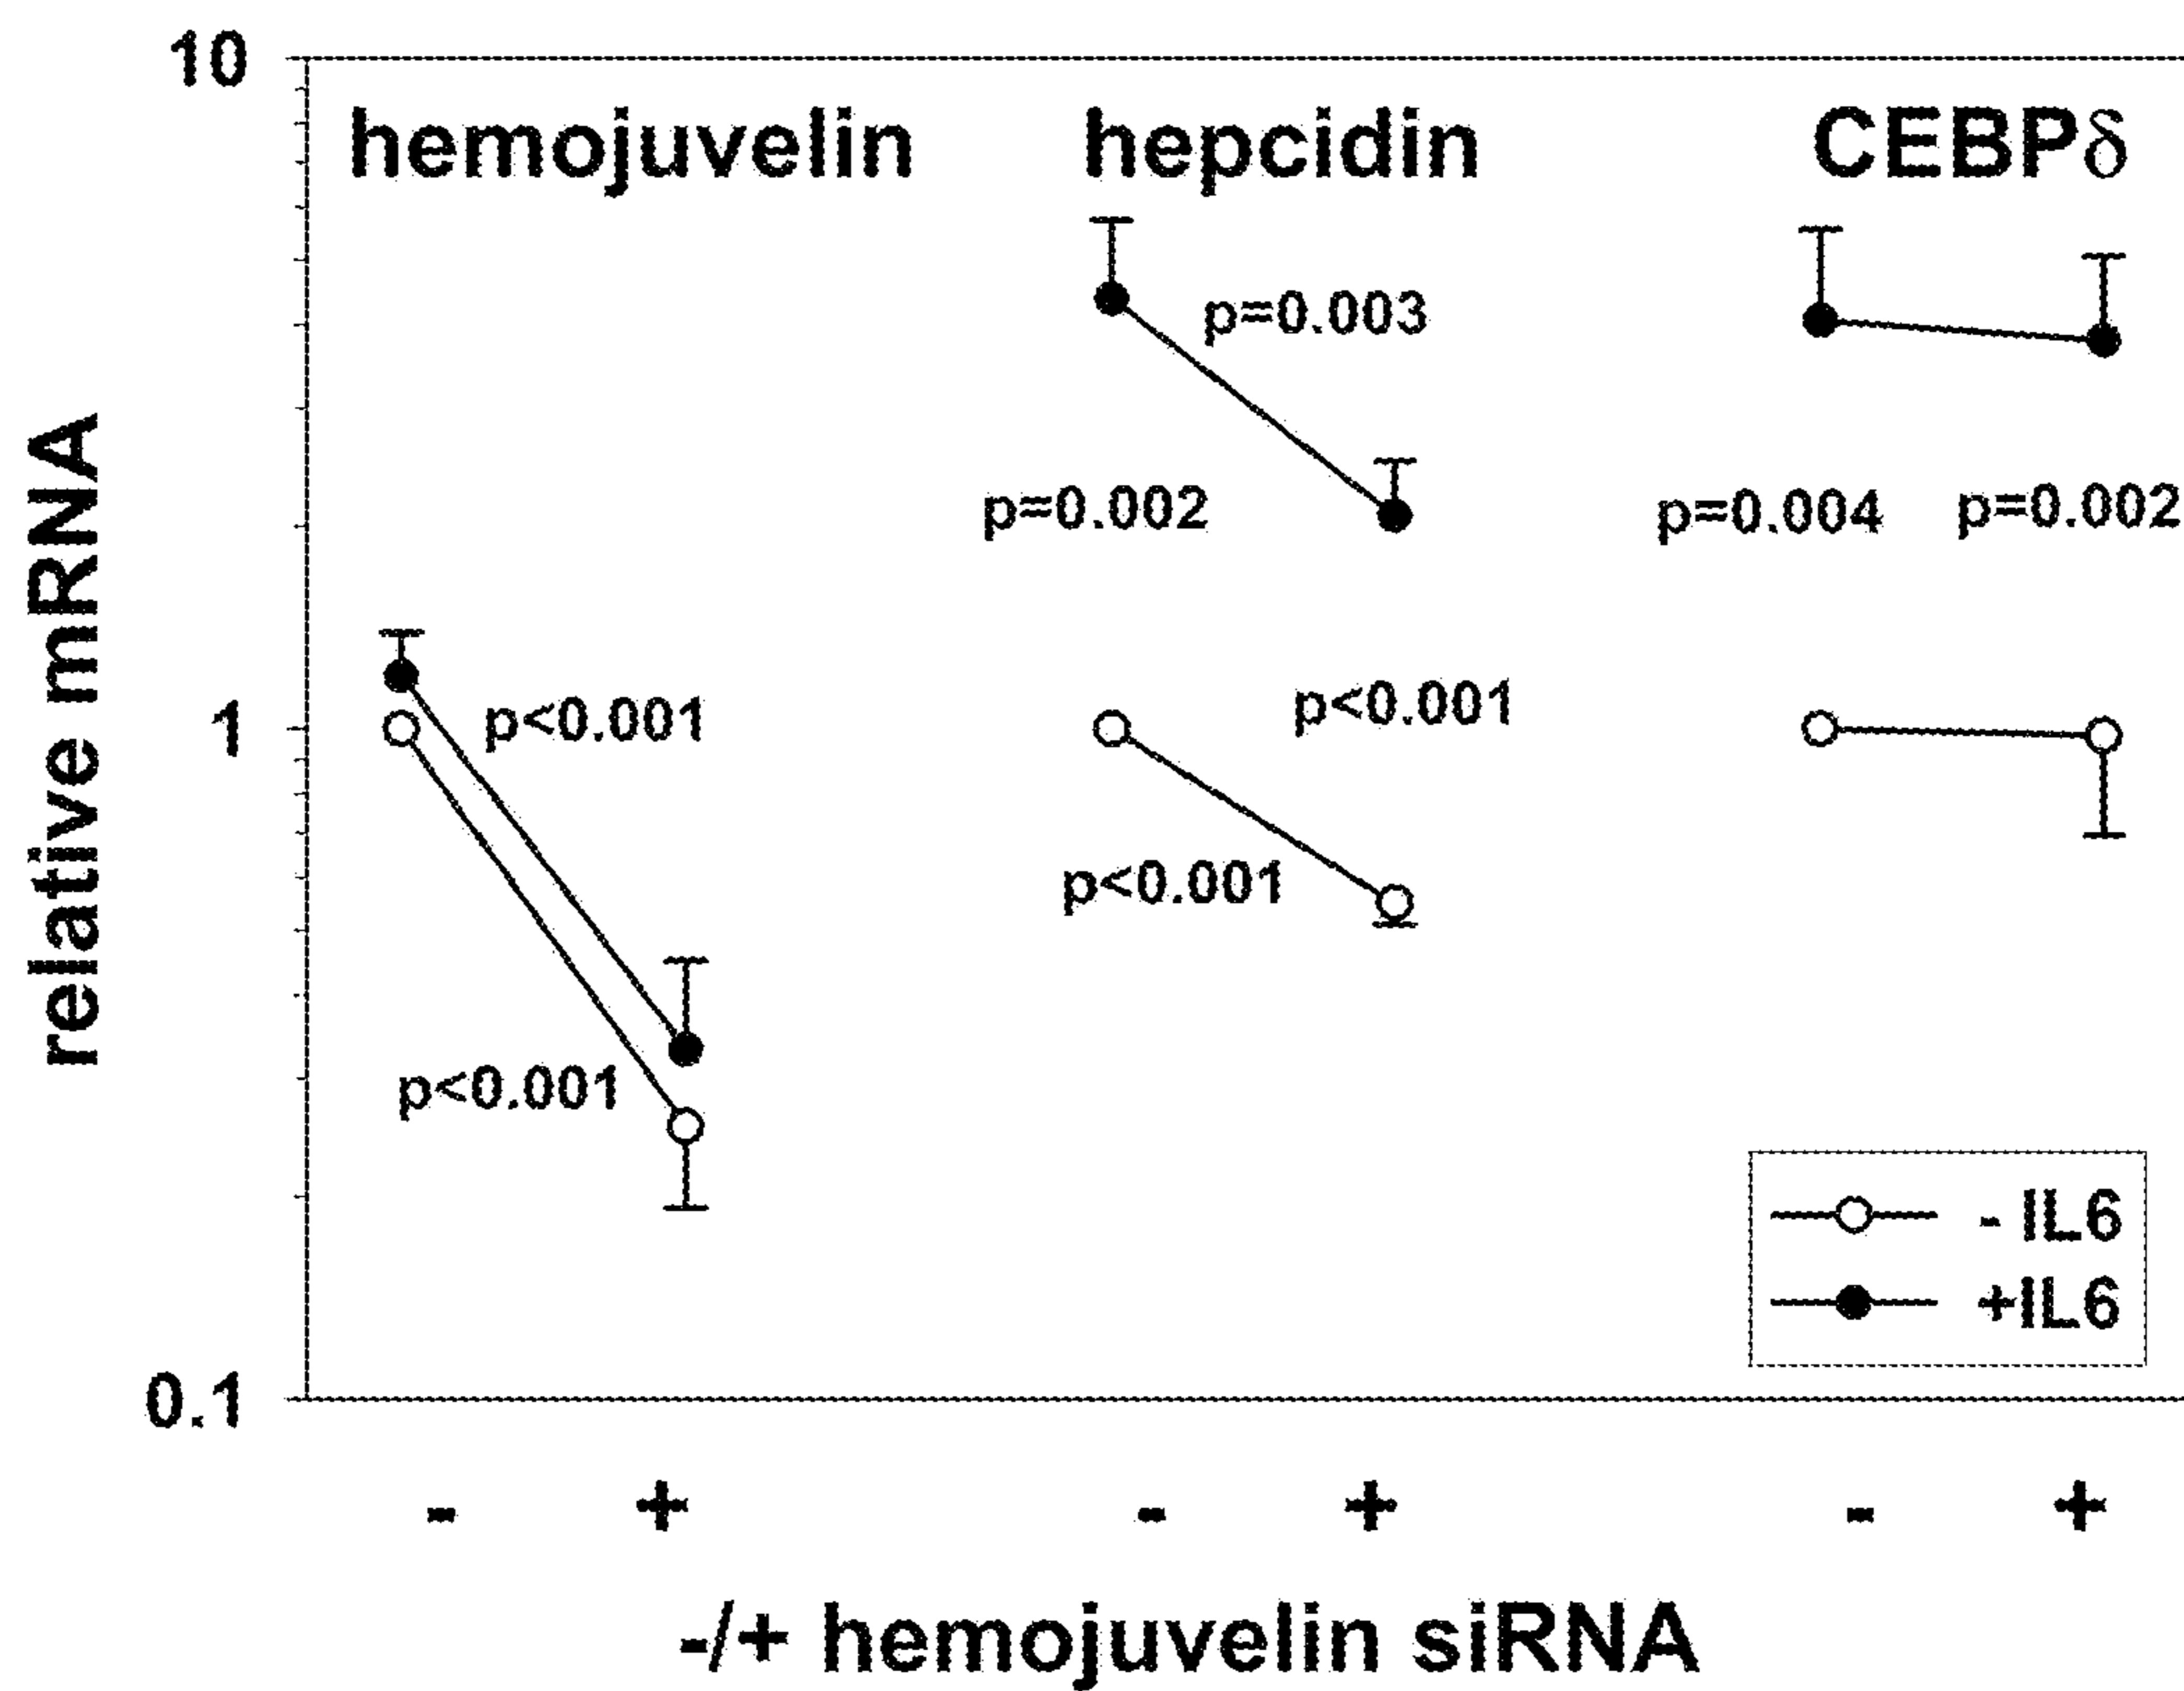 10
hemojuvelin hepcidin CEBPδ
p=0.003
p=0.002 p=0.004 p=0.002
relative mRNA
1
p<0.001 p<0.001
p<0.001
p<0.001
- IL6
+IL6
0.1
- + - + - +
-/+ hemojuvelin siRNA